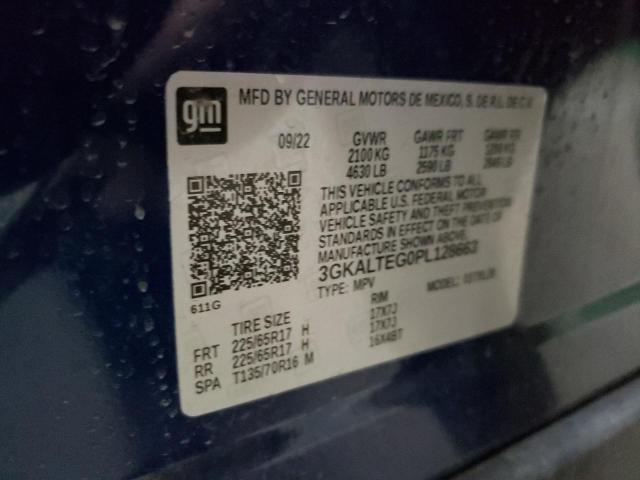 gm
MFD BY GENERAL MOTORS DE MEXICO, S. DE R.L. DE C.V.
09/22
GVWR GAWR FRT GAWR RR
2100 KG 1175 KG
4630 LB 2590 LB
THIS VEHICLE CONFORMS TO ALL
APPLICABLE U.S. FEDERAL MOTOR
VEHICLE SAFETY AND THEFT PREVENTION
STANDARDS IN EFFECT ON THE DATE OF
MANUFACTURE SHOWN ABOVE.
3GKALTEG0PL128663
TYPE: MPV MODEL:
611G
TIRE SIZE RIM
FRT 225/65R17 H 17X7J
RR 225/65R17 H 17X7J
SPA T135/70R16 M 16X4BT